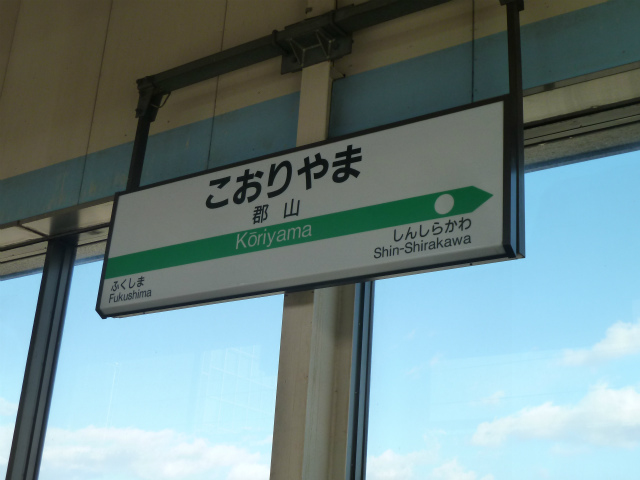 こおりやま
郡山
Kōriyama
ふくしま
Fukushima
しんしらかわ
Shin-Shirakawa